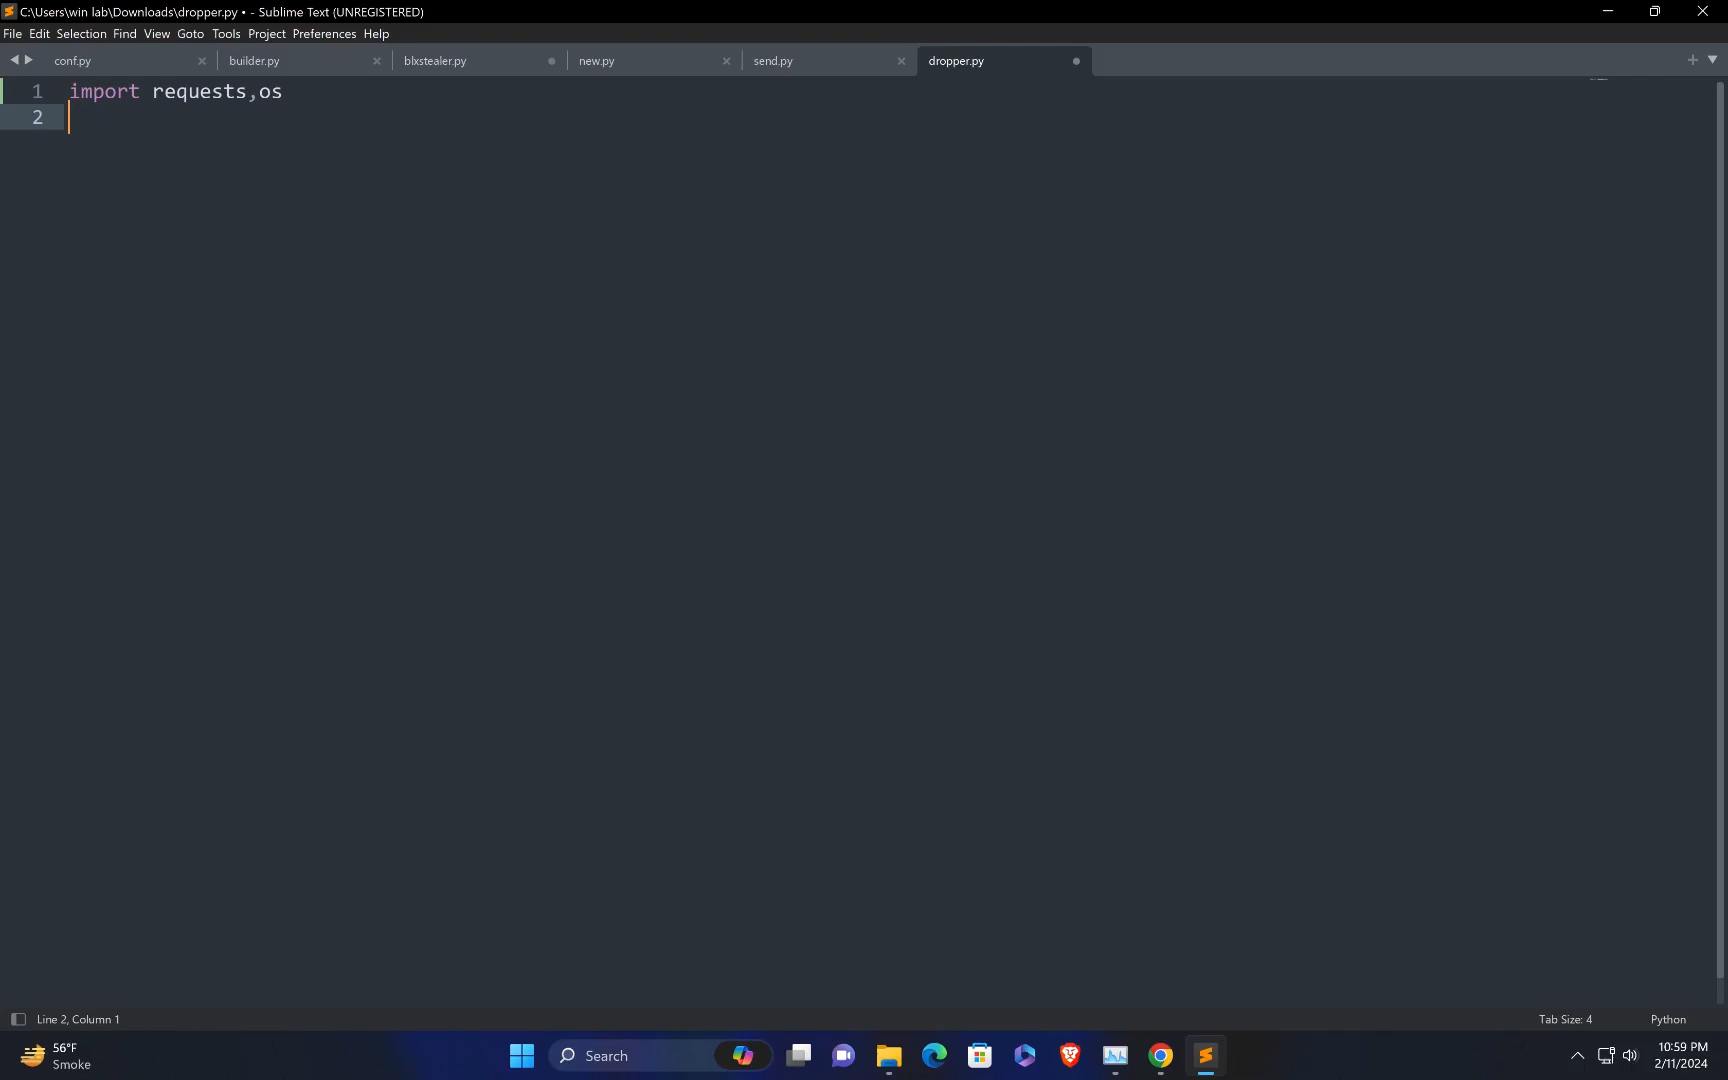 C:\Users\win lab\Downloads\dropper.py • - Sublime Text (UNREGISTERED)
File Edit Selection Find View Goto Tools Project Preferences Help
conf.py builder.py blxstealer.py new.py send.py dropper.py
1 import requests,os
2
Line 2, Column 1 Tab Size: 4 Python
56°F
Smoke
Search
10:59 PM
2/11/2024